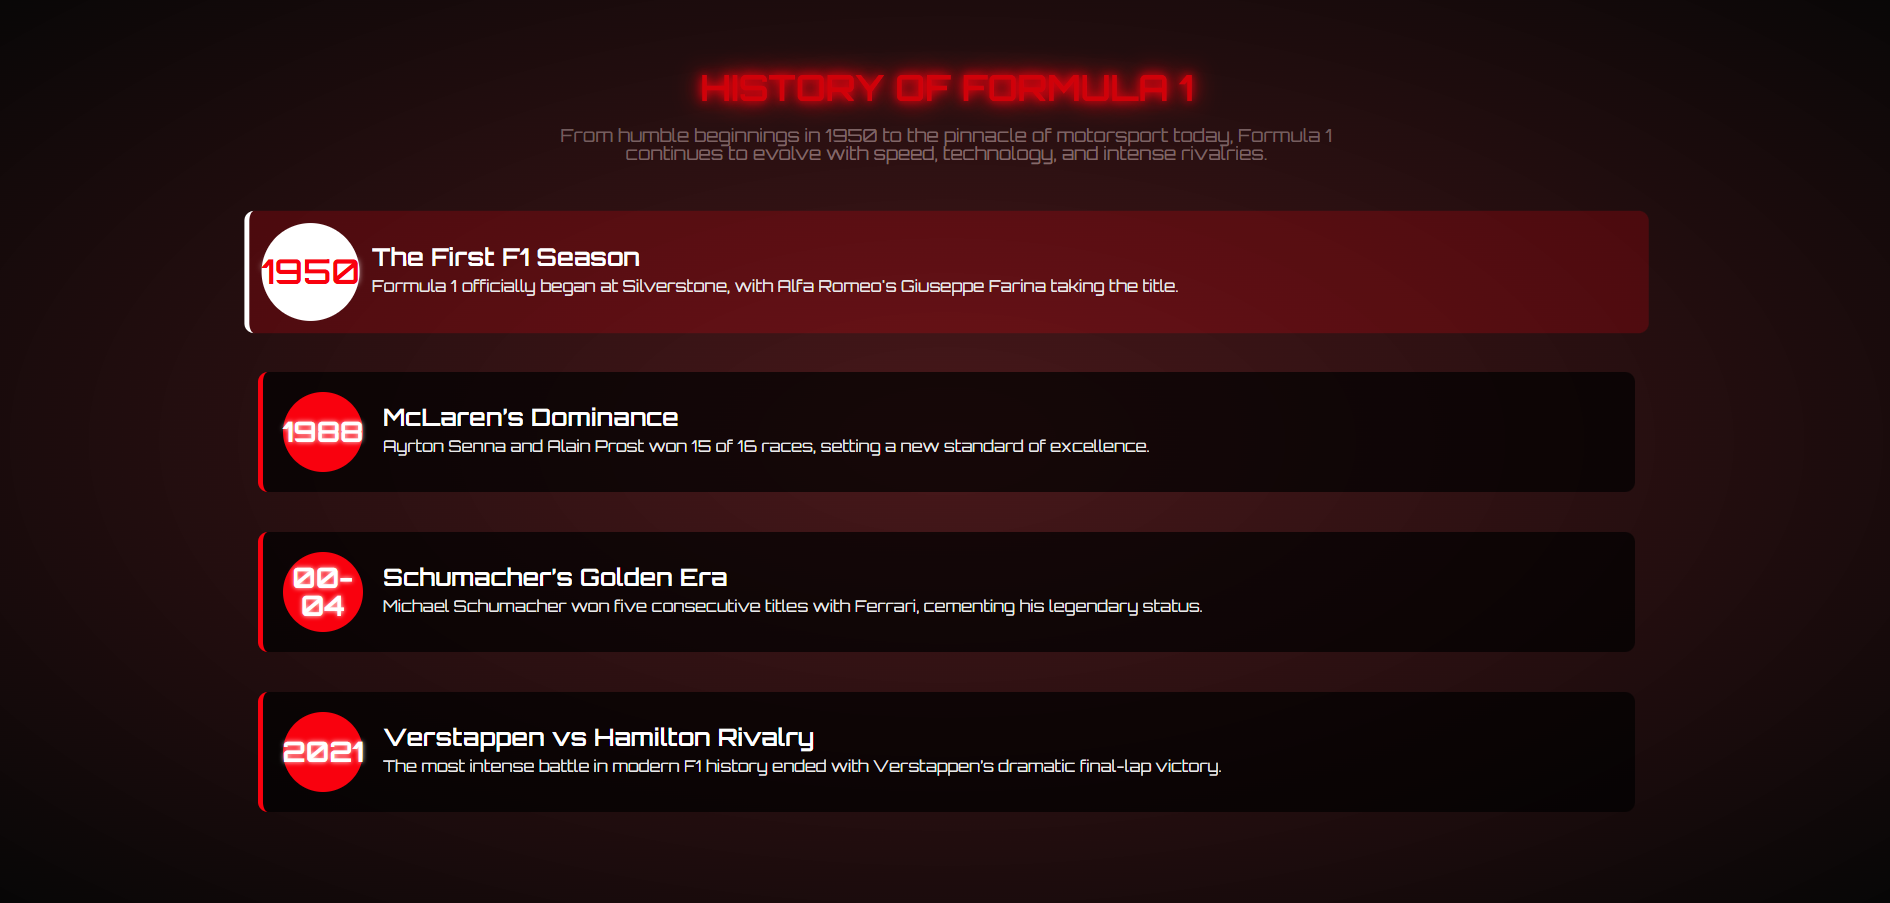 HISTORY OF FORMULA 1
From humble beginnings in 1950 to the pinnacle of motorsport today, Formula 1
continues to evolve with speed, technology, and intense rivalries.
1950
The First F1 Season
Formula 1 officially began at Silverstone, with Alfa Romeo's Giuseppe Farina taking the title.
1988
McLaren's Dominance
Ayrton Senna and Alain Prost won 15 of 16 races, setting a new standard of excellence.
00-
04
Schumacher's Golden Era
Michael Schumacher won five consecutive titles with Ferrari, cementing his legendary status.
2021
Verstappen vs Hamilton Rivalry
The most intense battle in modern F1 history ended with Verstappen's dramatic final-lap victory.